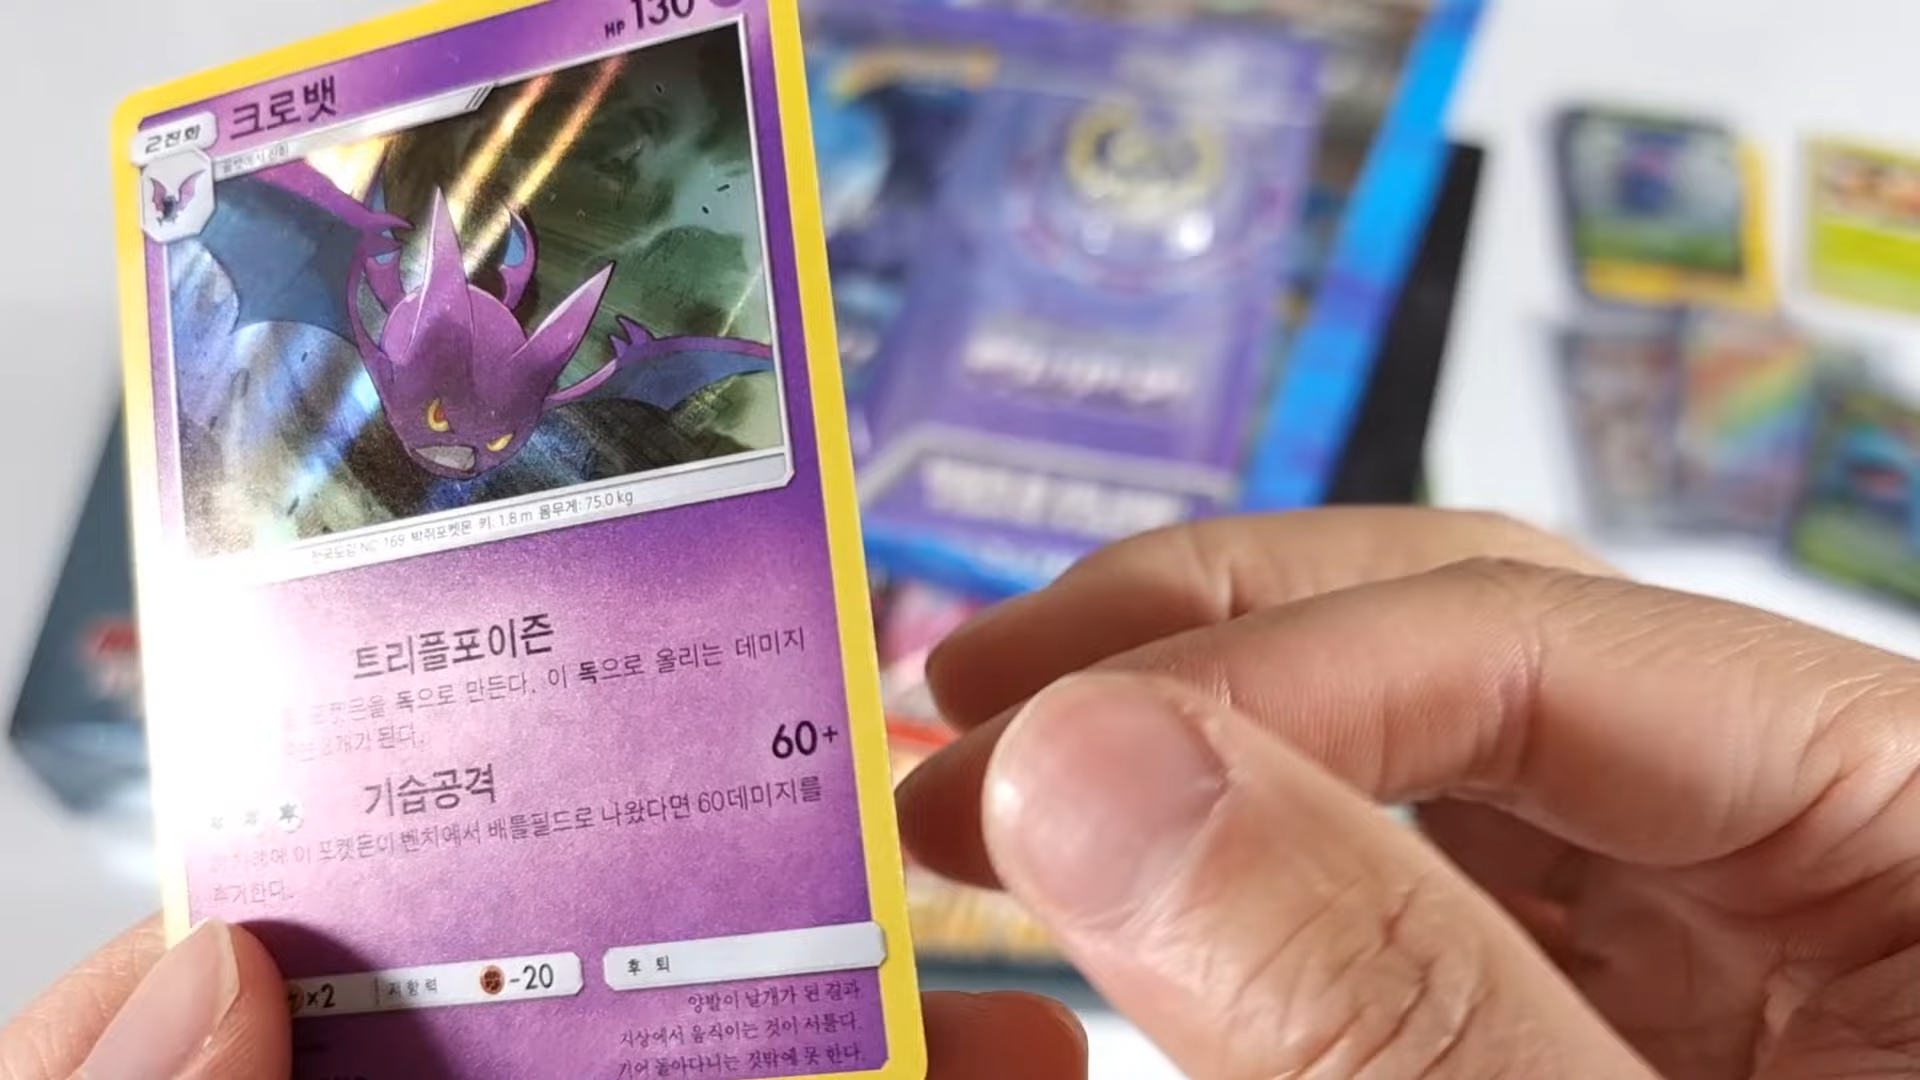 HP 130
크로뱃
2진화
전국도감 NO. 169 박쥐포켓몬 키: 1.8 m 몸무게: 75.0 kg
트리플포이즌
포켓몬을 독으로 만든다. 이 독으로 올리는 데미지
3개가 된다.
기습공격 60+
이 포켓몬이 벤치에서 배틀필드로 나왔다면 60데미지를
추가한다.
×2 저항력 -20 후퇴
양발이 날개가 된 결과
지상에서 움직이는 것이 서툴다.
기어 돌아다니는 것밖에 못 한다.